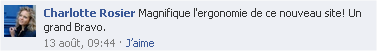 Charlotte Rosier Magnifique l'ergonomie de ce nouveau site! Un
grand Bravo.
13 août, 09:44 · J'aime